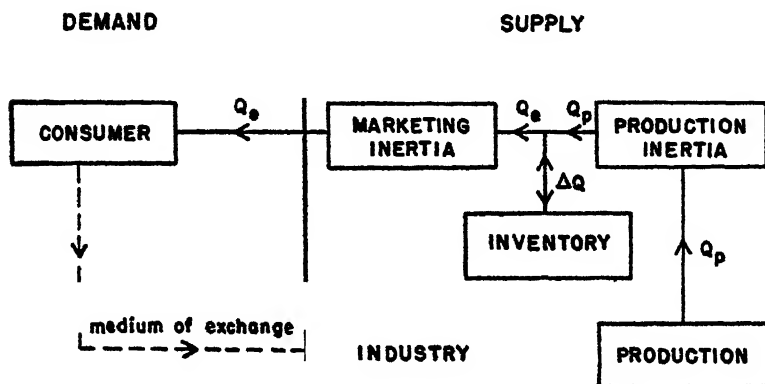 DEMAND
SUPPLY
Qe
Qe
Qp
CONSUMER
MARKETING
INERTIA
PRODUCTION
INERTIA
ΔQ
INVENTORY
Qp
medium of exchange
INDUSTRY
PRODUCTION